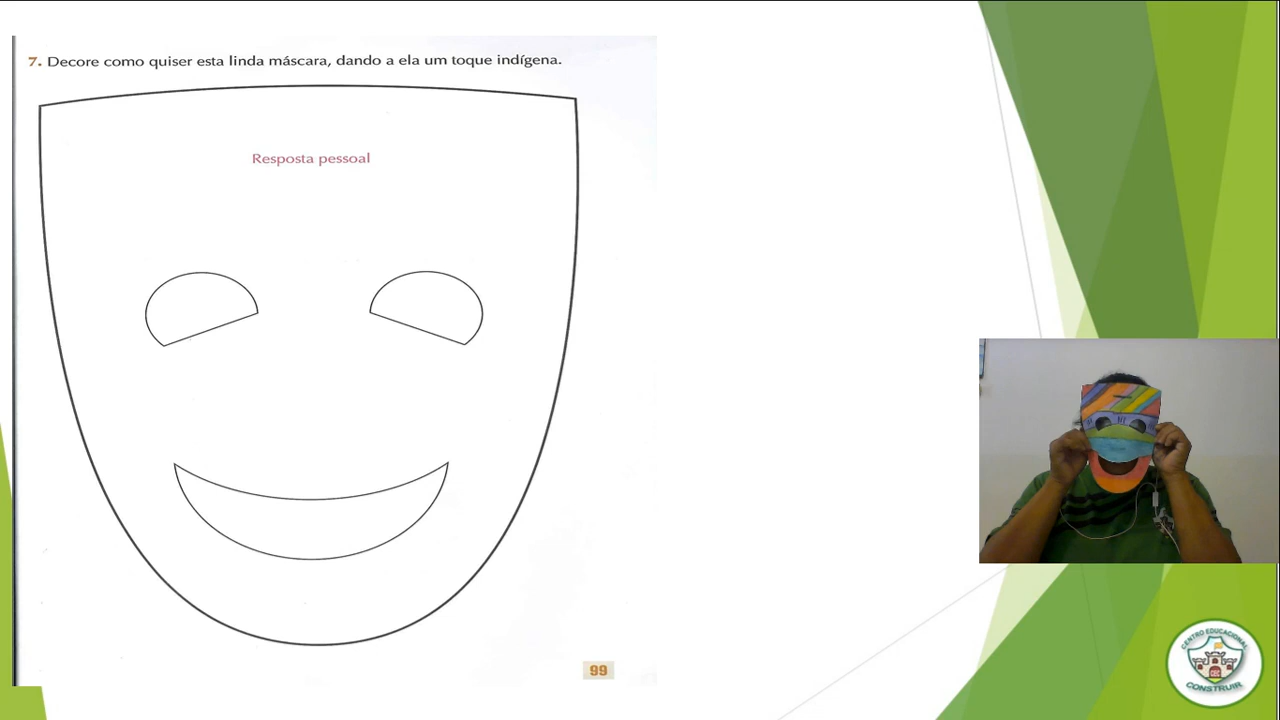 7. Decore como quiser esta linda máscara, dando a ela um toque indígena.
Resposta pessoal
99
CENTRO EDUCACIONAL
CONSTRUIR